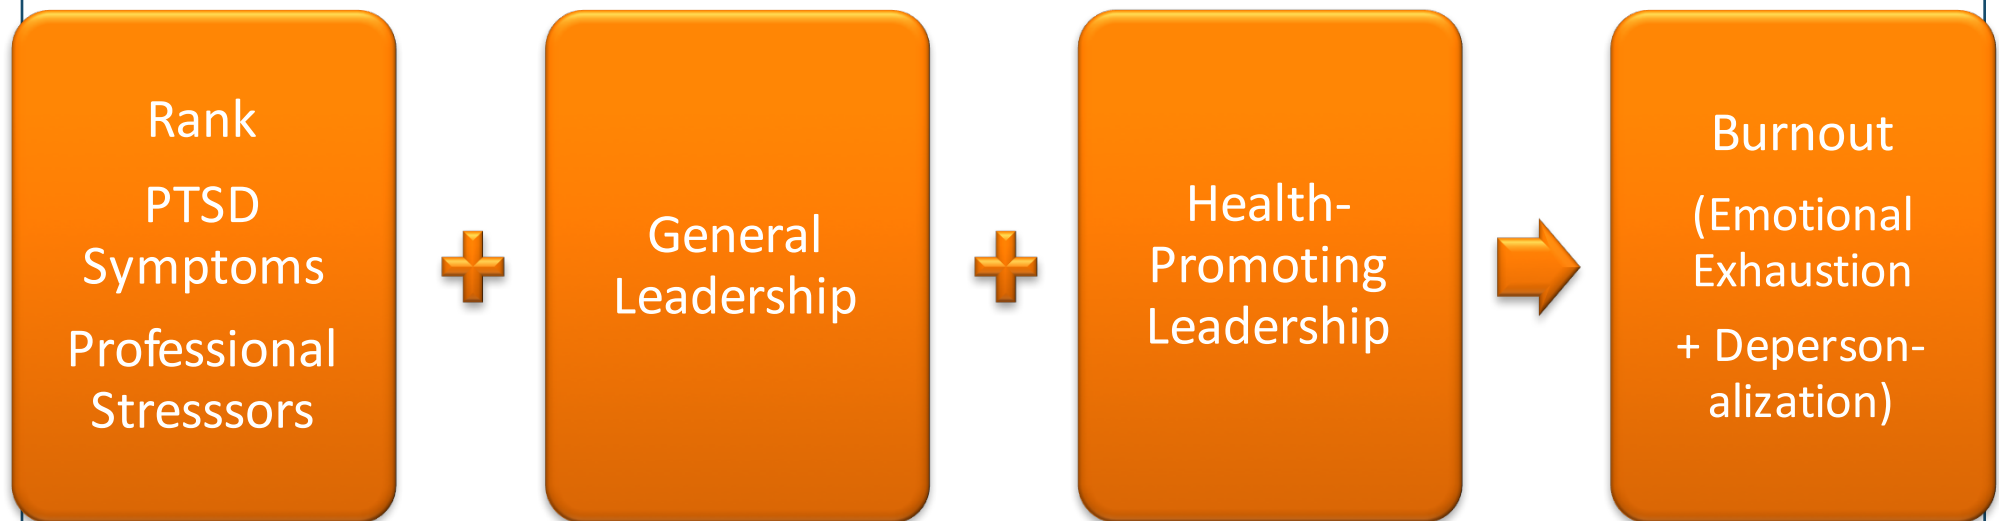 Rank
PTSD
Symptoms
Professional
Stresssors
General
Leadership
Health-
Promoting
Leadership
Burnout
(Emotional
Exhaustion
+ Deperson-
alization)